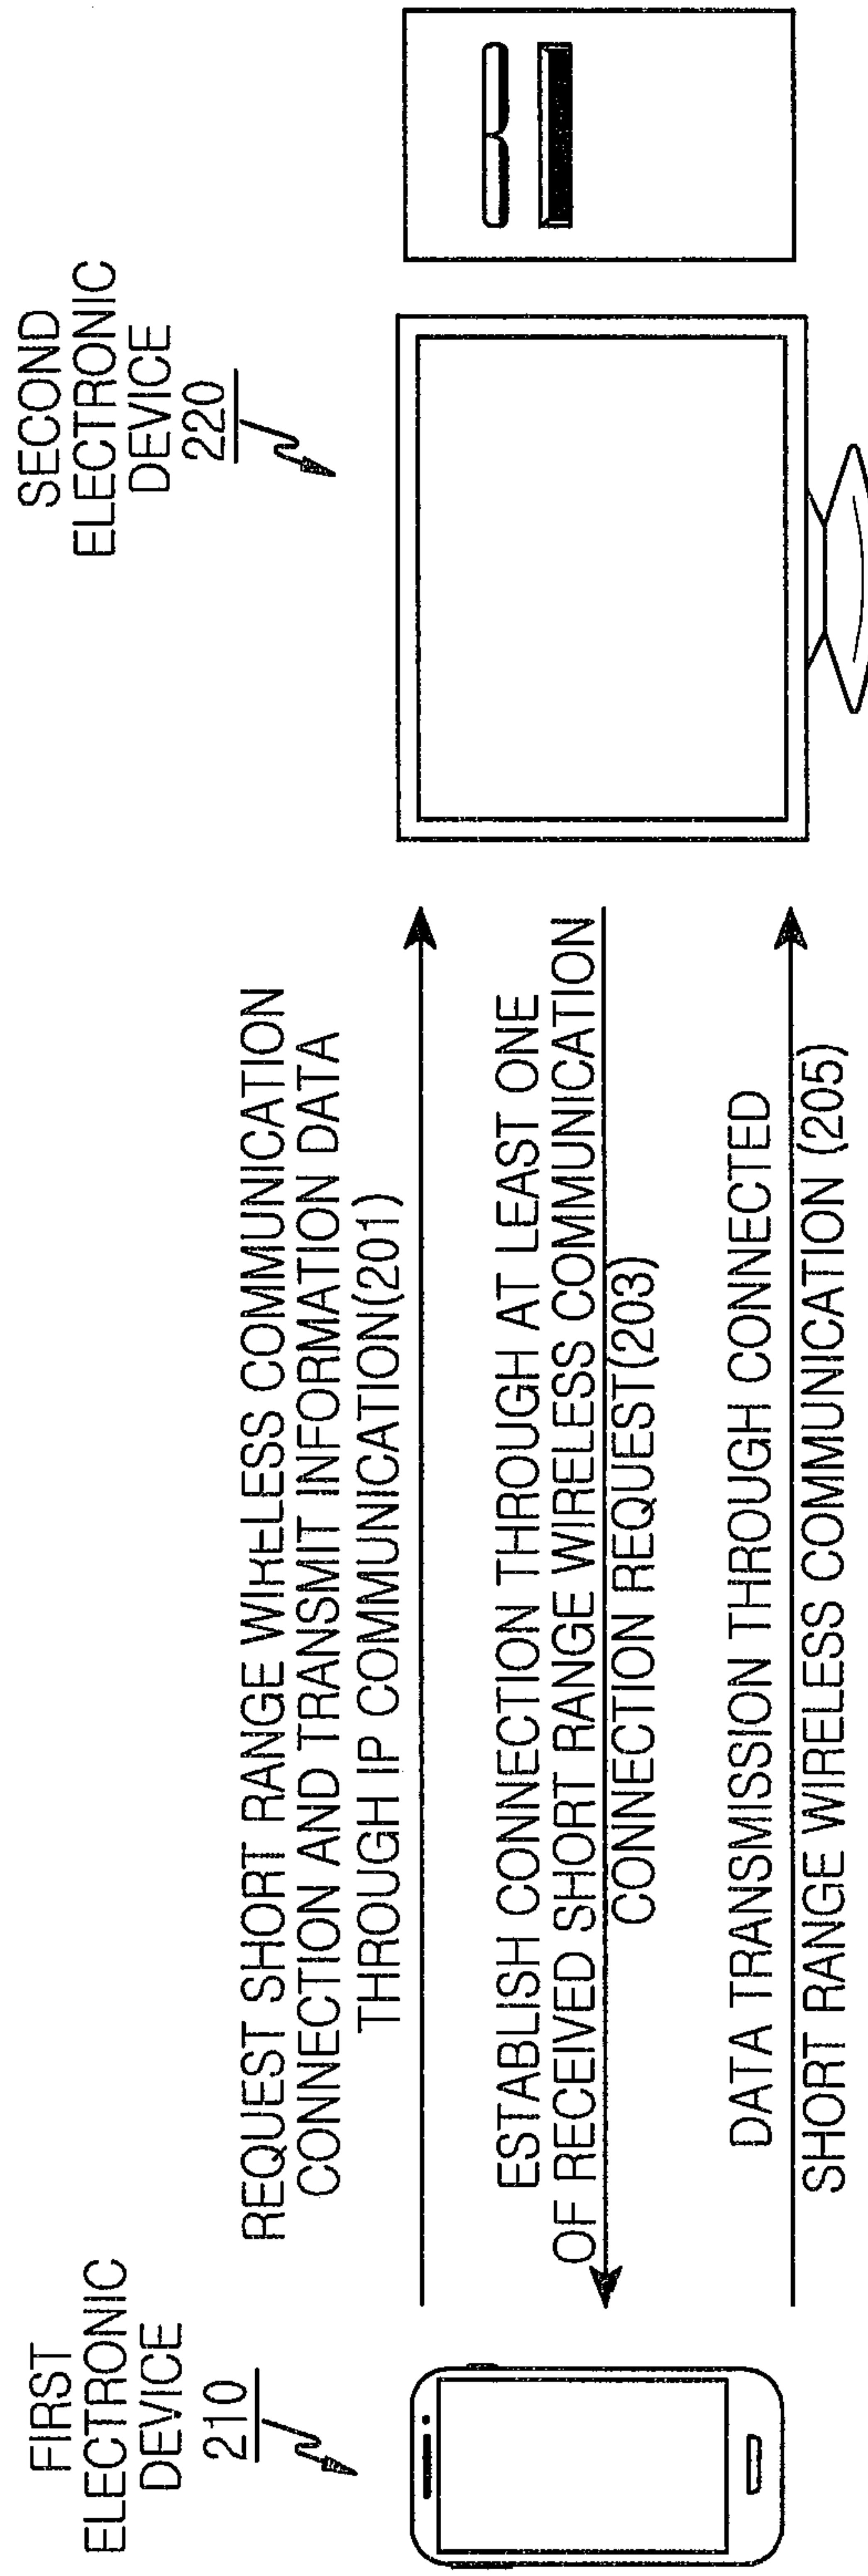 FIRST
ELECTRONIC
DEVICE
210
REQUEST SHORT RANGE WIRELESS COMMUNICATION
CONNECTION AND TRANSMIT INFORMATION DATA
THROUGH IP COMMUNICATION(201)
ESTABLISH CONNECTION THROUGH AT LEAST ONE
OF RECEIVED SHORT RANGE WIRELESS COMMUNICATION
CONNECTION REQUEST(203)
DATA TRANSMISSION THROUGH CONNECTED
SHORT RANGE WIRELESS COMMUNICATION (205)
SECOND
ELECTRONIC
DEVICE
220